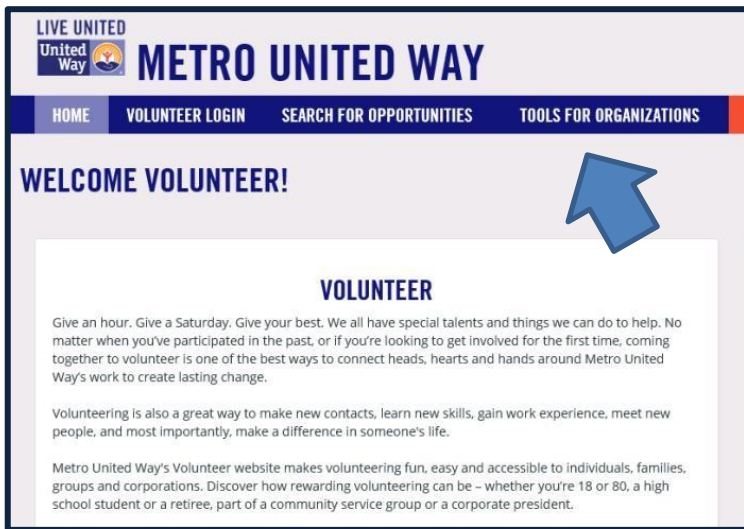 LIVE UNITED
United
Way
METRO UNITED WAY
HOME VOLUNTEER LOGIN SEARCH FOR OPPORTUNITIES TOOLS FOR ORGANIZATIONS
WELCOME VOLUNTEER!
VOLUNTEER
Give an hour. Give a Saturday. Give your best. We all have special talents and things we can do to help. No
matter when you've participated in the past, or if you're looking to get involved for the first time, coming
together to volunteer is one of the best ways to connect heads, hearts and hands around Metro United
Way's work to create lasting change.
Volunteering is also a great way to make new contacts, learn new skills, gain work experience, meet new
people, and most importantly, make a difference in someone's life.
Metro United Way's Volunteer website makes volunteering fun, easy and accessible to individuals, families,
groups and corporations. Discover how rewarding volunteering can be – whether you're 18 or 80, a high
school student or a retiree, part of a community service group or a corporate president.